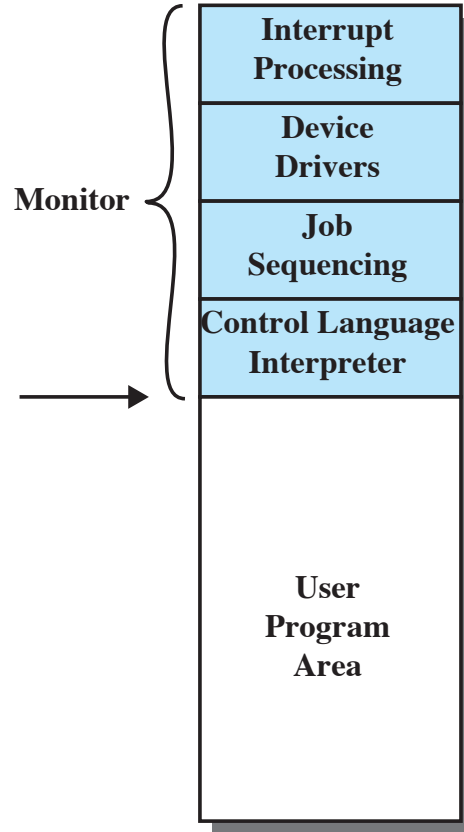 Interrupt
Processing
Device
Drivers
Monitor
Job
Sequencing
Control Language
Interpreter
User
Program
Area